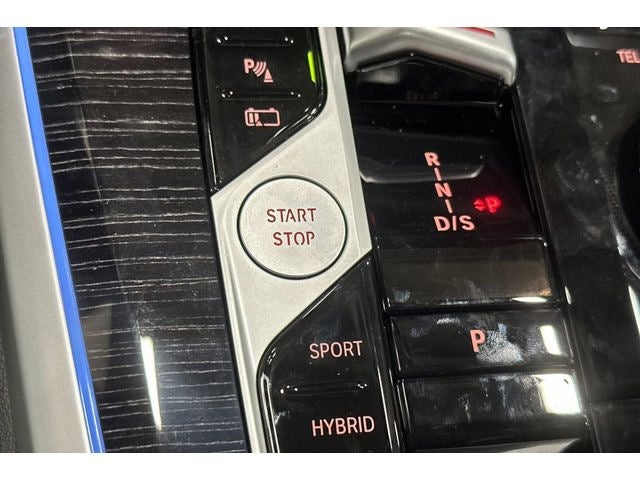 TEL
P
R
N
D/S
P
START
STOP
P
SPORT
HYBRID